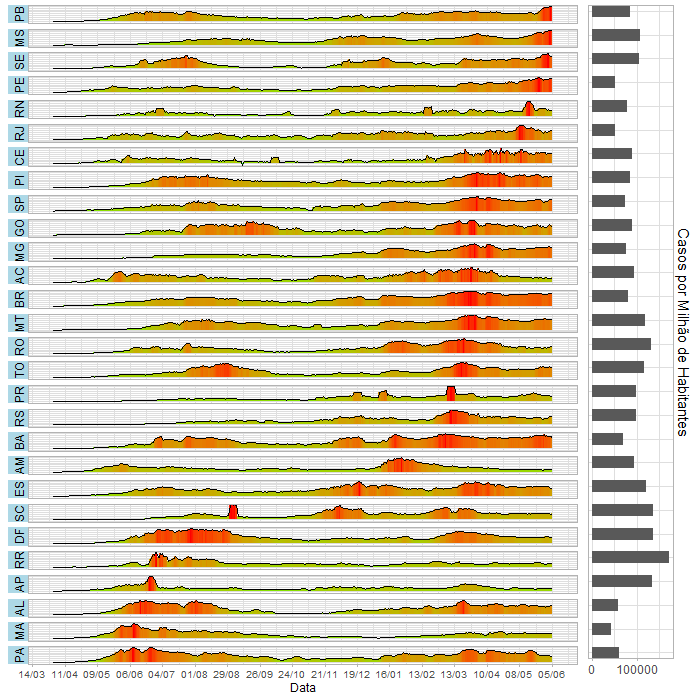 PB
MS
SE
PE
RN
RJ
CE
PI
SP
GO
MG
AC
BR
MT
RO
TO
PR
RS
BA
AM
ES
SC
DF
RR
AP
AL
MA
PA
14/03 11/04 09/05 06/06 04/07 01/08 29/08 26/09 24/10 21/11 19/12 16/01 13/02 13/03 10/04 08/05 05/06
Data
0 100000
Casos por Milhão de Habitantes